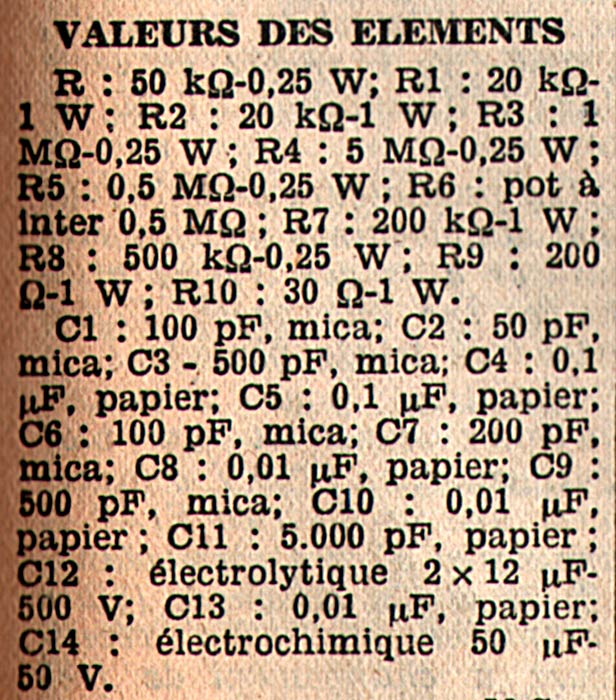 VALEURS DES ELEMENTS
R : 50 kΩ-0,25 W; R1 : 20 kΩ-
1 W ; R2 : 20 kΩ-1 W ; R3 : 1
MΩ-0,25 W ; R4 : 5 MΩ-0,25 W ;
R5 : 0,5 MΩ-0,25 W ; R6 : pot à
inter 0,5 MΩ ; R7 : 200 kΩ-1 W ;
R8 : 500 kΩ-0,25 W ; R9 : 200
Ω-1 W ; R10 : 30 Ω-1 W.
C1 : 100 pF, mica; C2 : 50 pF,
mica; C3 - 500 pF, mica; C4 : 0,1
µF, papier; C5 : 0,1 µF, papier;
C6 : 100 pF, mica; C7 : 200 pF,
mica; C8 : 0,01 µF, papier; C9 :
500 pF, mica; C10 : 0,01 µF,
papier ; C11 : 5.000 pF, papier ;
C12 : électrolytique 2 × 12 µF-
500 V; C13 : 0,01 µF, papier;
C14 : électrochimique 50 µF-
50 V.